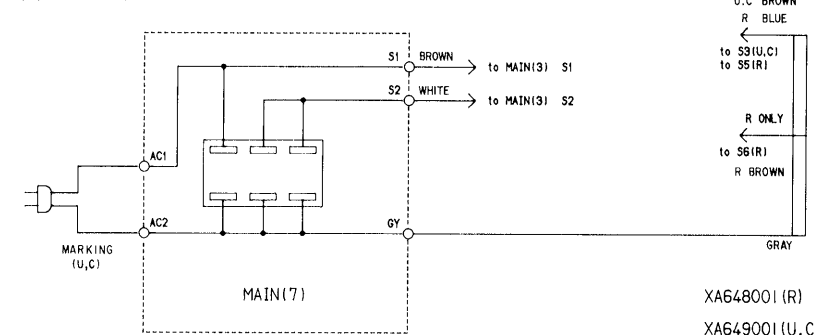 U.C BROWN
R BLUE
to S3(U,C)
to S5(R)
S1 BROWN
to MAIN(3) S1
S2 WHITE
to MAIN(3) S2
R ONLY
to S6(R)
R BROWN
AC1
AC2
GY
MARKING
(U,C)
GRAY
MAIN(7)
XA648001(R)
XA649001(U,C